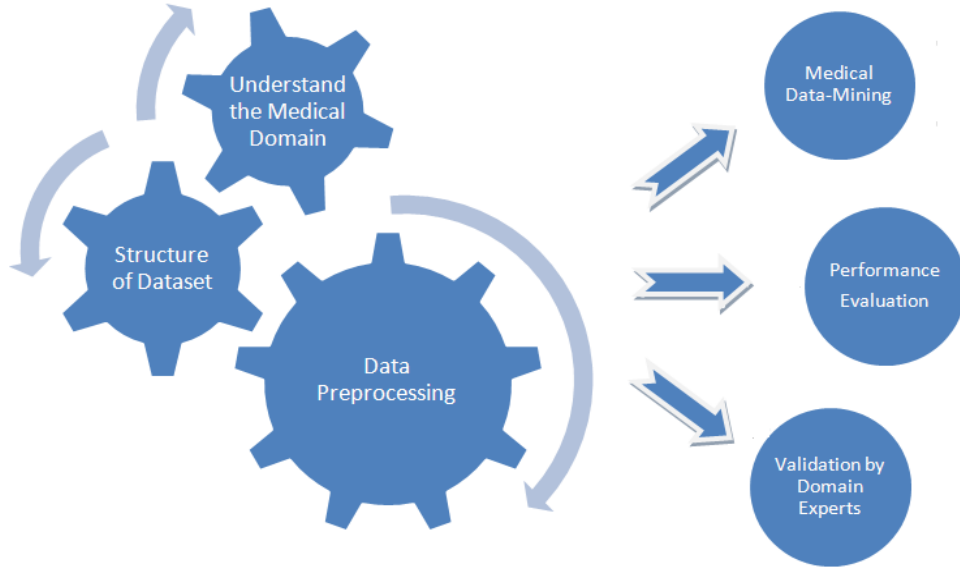 Understand
the Medical
Domain
Structure
of Dataset
Data
Preprocessing
Medical
Data-Mining
Performance
Evaluation
Validation by
Domain
Experts